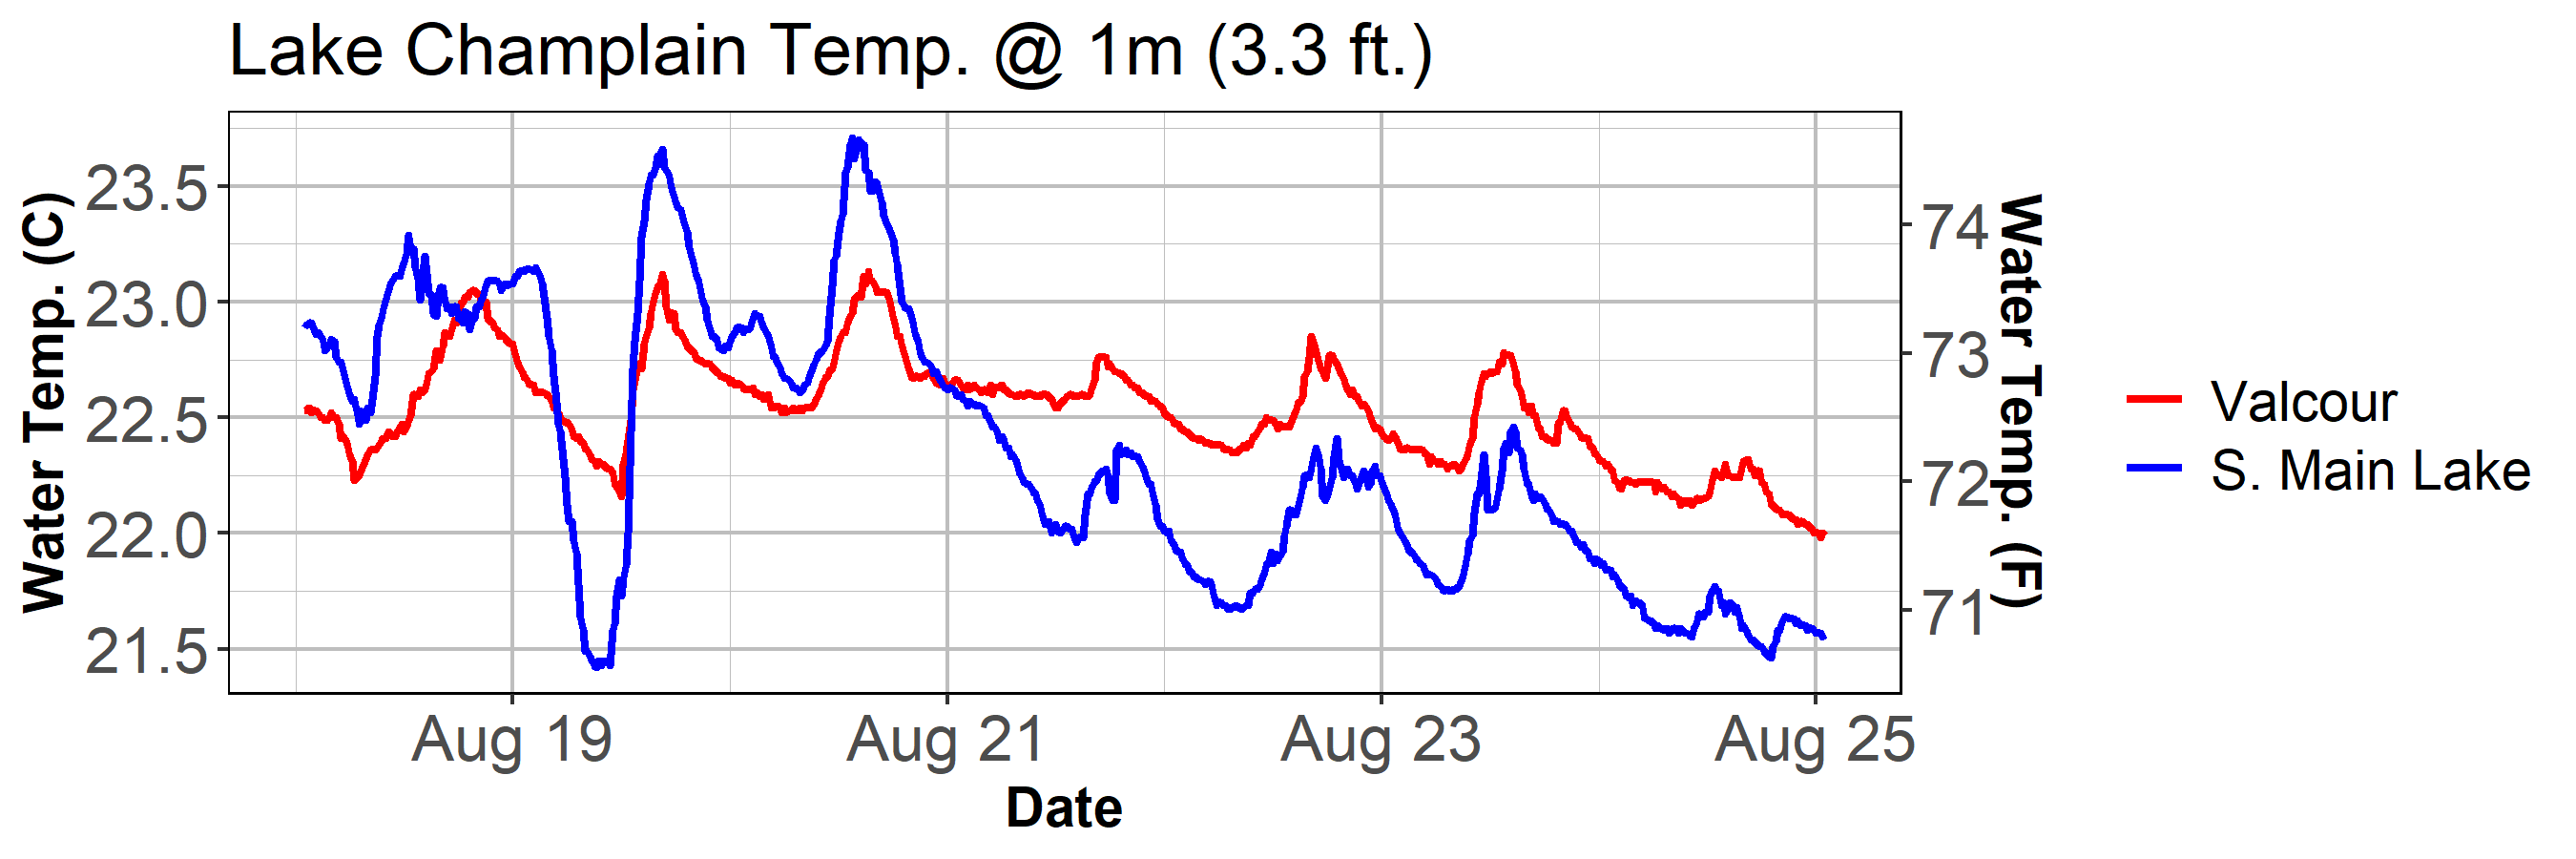 Lake Champlain Temp. @ 1m (3.3 ft.)
Water Temp. (C)
23.5
23.0
22.5
22.0
21.5
74
73
72
71
Water Temp. (F)
Aug 19
Aug 21
Aug 23
Aug 25
Date
Valcour
S. Main Lake